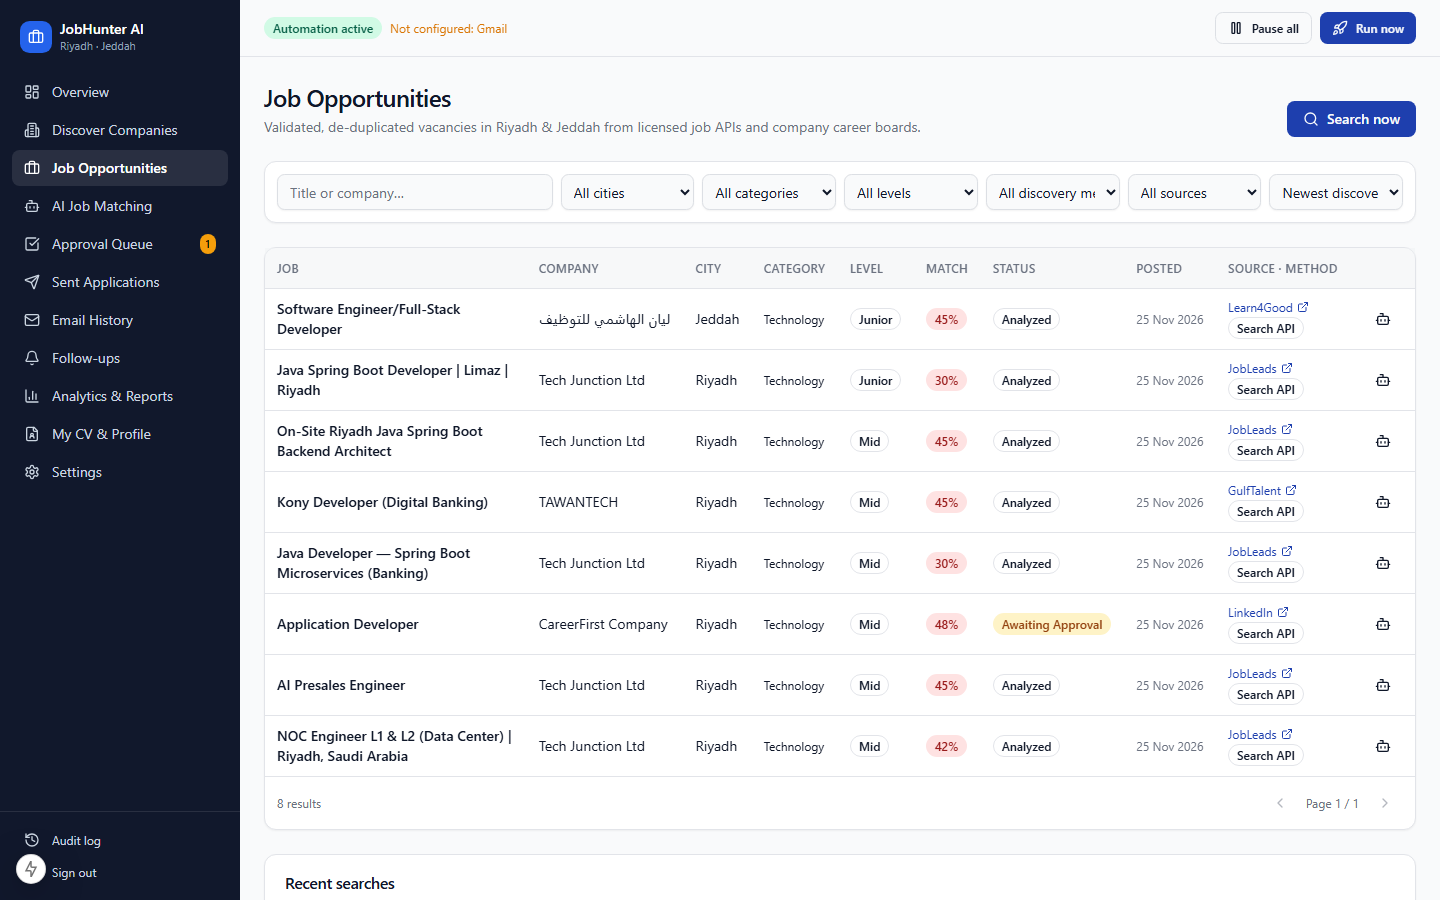 JobHunter AI
Riyadh · Jeddah
Overview
Discover Companies
Job Opportunities
AI Job Matching
Approval Queue 1
Sent Applications
Email History
Follow-ups
Analytics & Reports
My CV & Profile
Settings
Audit log
Sign out
Automation active Not configured: Gmail
Pause all
Run now
Job Opportunities
Validated, de-duplicated vacancies in Riyadh & Jeddah from licensed job APIs and company career boards.
Search now
Title or company... All cities All categories All levels All discovery me All sources Newest discove
JOB COMPANY CITY CATEGORY LEVEL MATCH STATUS POSTED SOURCE · METHOD
Software Engineer/Full-Stack
Developer
ليان الهاشمي للتوظيف Jeddah Technology Junior 45% Analyzed 25 Nov 2026
Learn4Good
Search API
Java Spring Boot Developer | Limaz |
Riyadh
Tech Junction Ltd Riyadh Technology Junior 30% Analyzed 25 Nov 2026
JobLeads
Search API
On-Site Riyadh Java Spring Boot
Backend Architect
Tech Junction Ltd Riyadh Technology Mid 45% Analyzed 25 Nov 2026
JobLeads
Search API
Kony Developer (Digital Banking) TAWANTECH Riyadh Technology Mid 45% Analyzed 25 Nov 2026
GulfTalent
Search API
Java Developer — Spring Boot
Microservices (Banking)
Tech Junction Ltd Riyadh Technology Mid 30% Analyzed 25 Nov 2026
JobLeads
Search API
Application Developer CareerFirst Company Riyadh Technology Mid 48% Awaiting Approval 25 Nov 2026
LinkedIn
Search API
AI Presales Engineer Tech Junction Ltd Riyadh Technology Mid 45% Analyzed 25 Nov 2026
JobLeads
Search API
NOC Engineer L1 & L2 (Data Center) |
Riyadh, Saudi Arabia
Tech Junction Ltd Riyadh Technology Mid 42% Analyzed 25 Nov 2026
JobLeads
Search API
8 results
Page 1 / 1
Recent searches